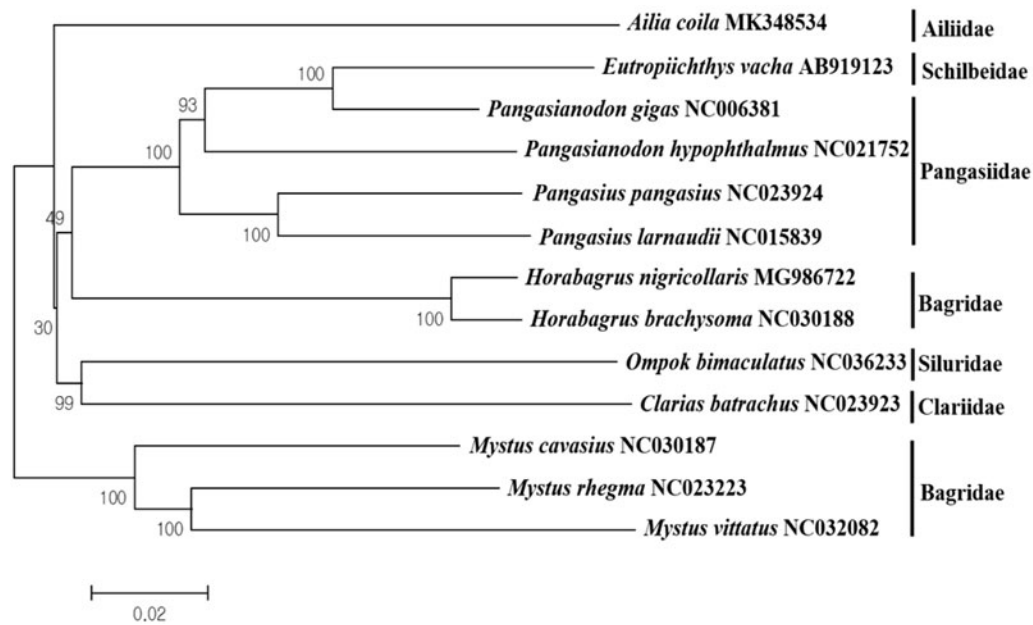 Ailia coila MK348534
Ailiidae
Eutropiichthys vacha AB919123
Schilbeidae
100
Pangasianodon gigas NC006381
93
Pangasianodon hypophthalmus NC021752
100
Pangasiidae
Pangasius pangasius NC023924
49
Pangasius larnaudii NC015839
100
Horabagrus nigricollaris MG986722
Bagridae
Horabagrus brachysoma NC030188
100
30
Ompok bimaculatus NC036233
Siluridae
Clarias batrachus NC023923
Clariidae
99
Mystus cavasius NC030187
Mystus rhegma NC023223
Bagridae
100
Mystus vittatus NC032082
100
0.02